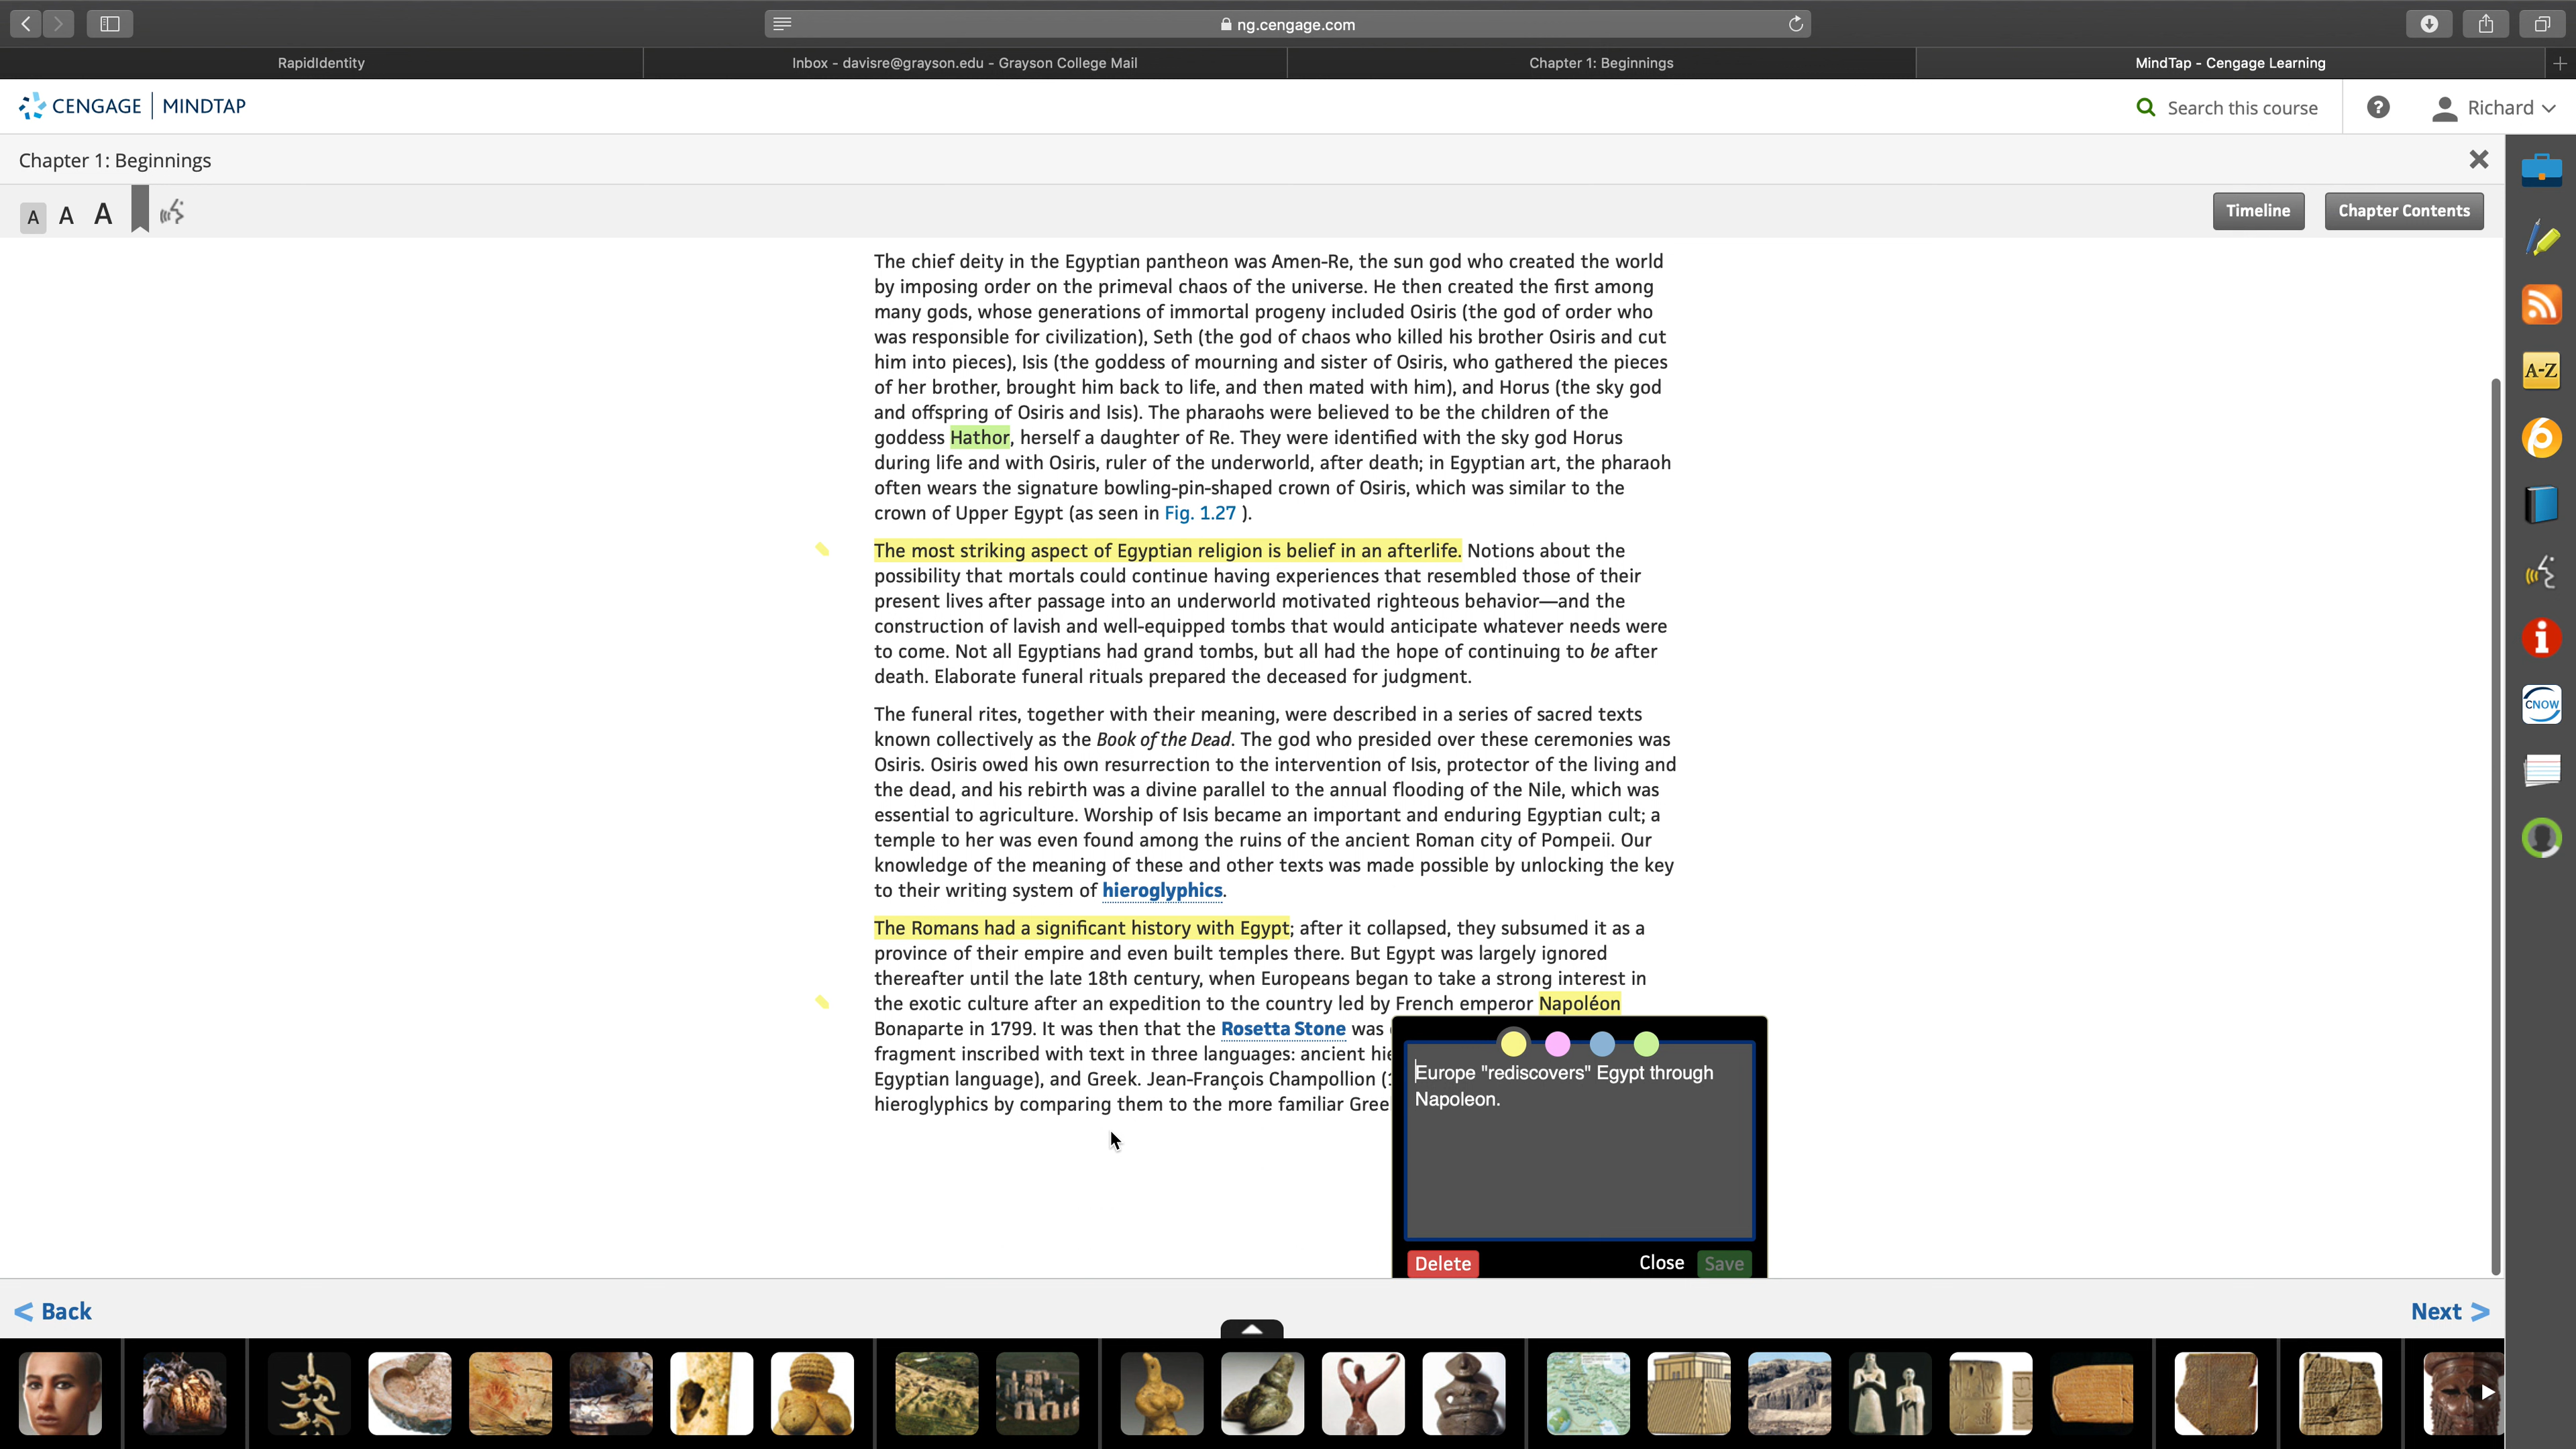 ng.cengage.com
RapidIdentity
Inbox - davisre@grayson.edu - Grayson College Mail
Chapter 1: Beginnings
MindTap - Cengage Learning
CENGAGE | MINDTAP
Search this course
?
Richard
Chapter 1: Beginnings
A A A
Timeline
Chapter Contents
The chief deity in the Egyptian pantheon was Amen-Re, the sun god who created the world
by imposing order on the primeval chaos of the universe. He then created the first among
many gods, whose generations of immortal progeny included Osiris (the god of order who
was responsible for civilization), Seth (the god of chaos who killed his brother Osiris and cut
him into pieces), Isis (the goddess of mourning and sister of Osiris, who gathered the pieces
of her brother, brought him back to life, and then mated with him), and Horus (the sky god
and offspring of Osiris and Isis). The pharaohs were believed to be the children of the
goddess Hathor, herself a daughter of Re. They were identified with the sky god Horus
during life and with Osiris, ruler of the underworld, after death; in Egyptian art, the pharaoh
often wears the signature bowling-pin-shaped crown of Osiris, which was similar to the
crown of Upper Egypt (as seen in Fig. 1.27 ).
The most striking aspect of Egyptian religion is belief in an afterlife. Notions about the
possibility that mortals could continue having experiences that resembled those of their
present lives after passage into an underworld motivated righteous behavior—and the
construction of lavish and well-equipped tombs that would anticipate whatever needs were
to come. Not all Egyptians had grand tombs, but all had the hope of continuing to be after
death. Elaborate funeral rituals prepared the deceased for judgment.
The funeral rites, together with their meaning, were described in a series of sacred texts
known collectively as the Book of the Dead. The god who presided over these ceremonies was
Osiris. Osiris owed his own resurrection to the intervention of Isis, protector of the living and
the dead, and his rebirth was a divine parallel to the annual flooding of the Nile, which was
essential to agriculture. Worship of Isis became an important and enduring Egyptian cult; a
temple to her was even found among the ruins of the ancient Roman city of Pompeii. Our
knowledge of the meaning of these and other texts was made possible by unlocking the key
to their writing system of hieroglyphics.
The Romans had a significant history with Egypt; after it collapsed, they subsumed it as a
province of their empire and even built temples there. But Egypt was largely ignored
thereafter until the late 18th century, when Europeans began to take a strong interest in
the exotic culture after an expedition to the country led by French emperor Napoléon
Bonaparte in 1799. It was then that the Rosetta Stone was
fragment inscribed with text in three languages: ancient hie
Egyptian language), and Greek. Jean-François Champollion (
hieroglyphics by comparing them to the more familiar Gree
Europe "rediscovers" Egypt through
Napoleon.
Delete
Close
Save
A-Z
CNOW
< Back
Next >